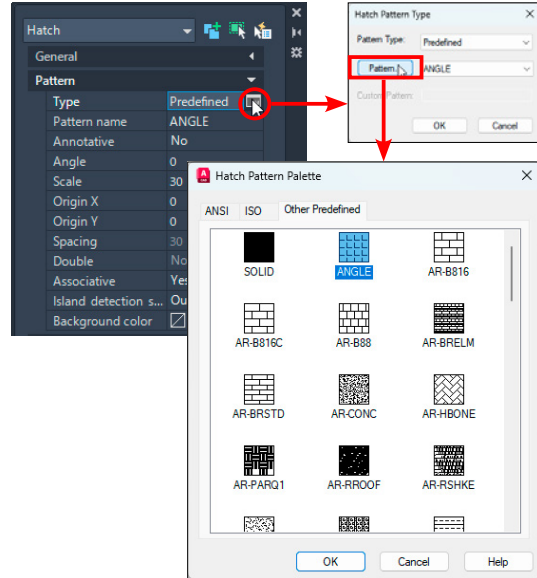 Hatch
General
Pattern
Type Predefined
Pattern name ANGLE
Annotative No
Angle 0
Scale 30
Origin X 0
Origin Y 0
Spacing 30
Double No
Associative Yes
Island detection s... Ou
Background color
Hatch Pattern Type
Pattern Type: Predefined
Pattern... ANGLE
Custom Pattern:
OK Cancel
Hatch Pattern Palette
ANSI ISO Other Predefined
SOLID ANGLE AR-B816
AR-B816C AR-B88 AR-BRELM
AR-BRSTD AR-CONC AR-HBONE
AR-PARQ1 AR-RROOF AR-RSHKE
OK Cancel Help